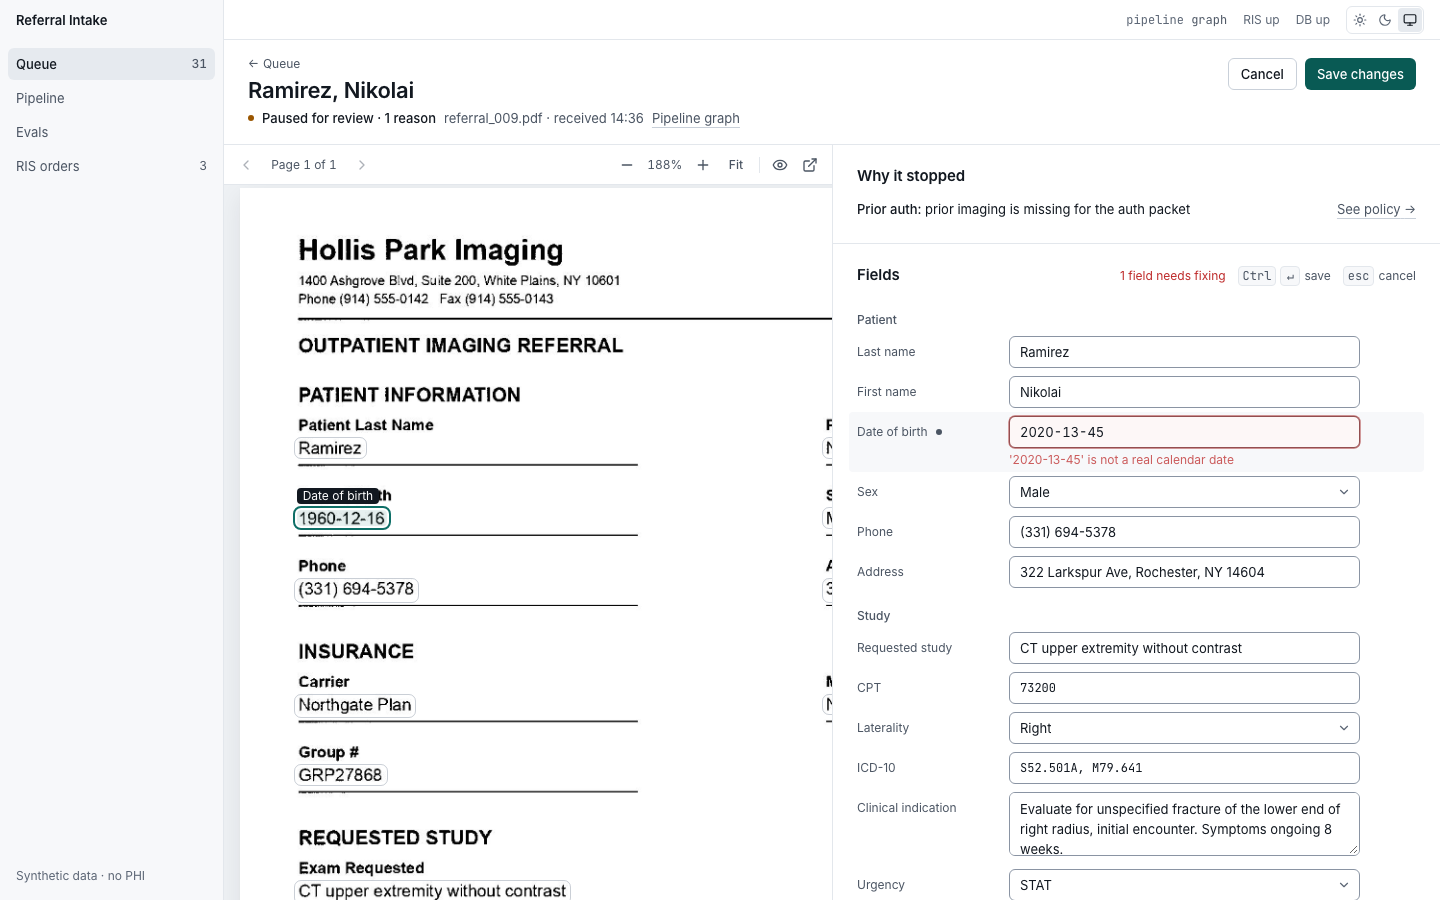 Referral Intake
Queue 31
Pipeline
Evals
RIS orders 3
Synthetic data · no PHI
pipeline graph RIS up DB up
← Queue
Ramirez, Nikolai
Paused for review · 1 reason referral_009.pdf · received 14:36 Pipeline graph
Cancel Save changes
Page 1 of 1 188% Fit
Hollis Park Imaging
1400 Ashgrove Blvd, Suite 200, White Plains, NY 10601
Phone (914) 555-0142 Fax (914) 555-0143
OUTPATIENT IMAGING REFERRAL
PATIENT INFORMATION
Patient Last Name
Ramirez
Date of birth
1960-12-16
Phone
(331) 694-5378
INSURANCE
Carrier
Northgate Plan
Group #
GRP27868
REQUESTED STUDY
Exam Requested
CT upper extremity without contrast
Why it stopped
Prior auth: prior imaging is missing for the auth packet See policy →
Fields 1 field needs fixing Ctrl ↵ save esc cancel
Patient
Last name Ramirez
First name Nikolai
Date of birth 2020-13-45
'2020-13-45' is not a real calendar date
Sex Male
Phone (331) 694-5378
Address 322 Larkspur Ave, Rochester, NY 14604
Study
Requested study CT upper extremity without contrast
CPT 73200
Laterality Right
ICD-10 S52.501A, M79.641
Clinical indication Evaluate for unspecified fracture of the lower end of
right radius, initial encounter. Symptoms ongoing 8
weeks.
Urgency STAT